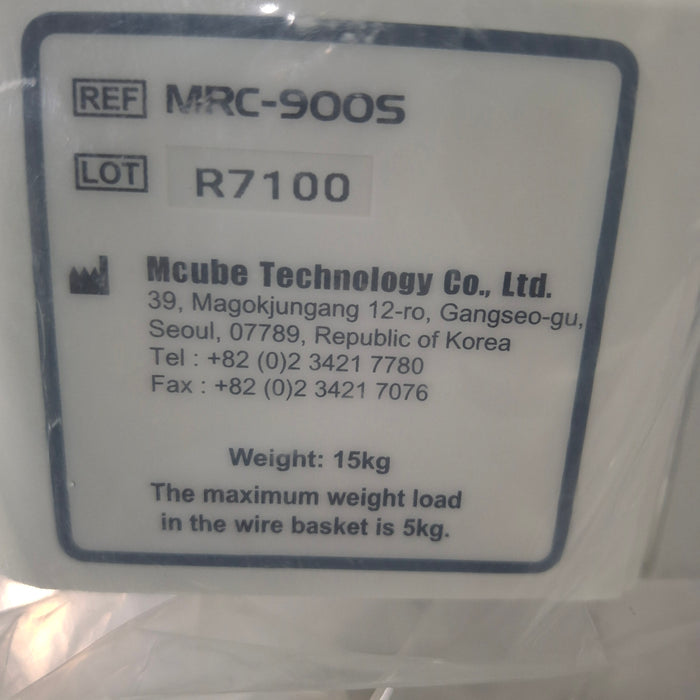 REF MRC-900S
LOT R7100
Mcube Technology Co., Ltd.
39, Magokjungang 12-ro, Gangseo-gu,
Seoul, 07789, Republic of Korea
Tel : +82 (0)2 3421 7780
Fax : +82 (0)2 3421 7076
Weight: 15kg
The maximum weight load
in the wire basket is 5kg.